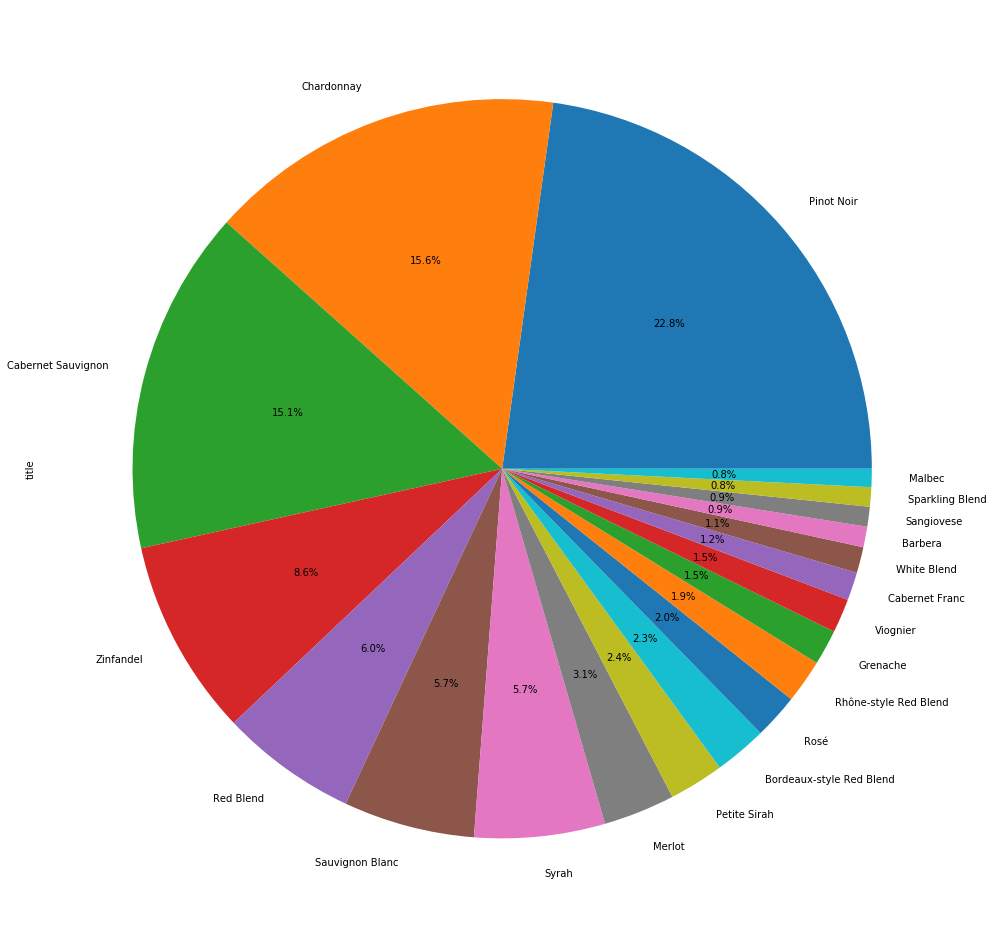 Chardonnay
Pinot Noir
15.6%
22.8%
Cabernet Sauvignon
15.1%
title
8.6%
Zinfandel
6.0%
Red Blend
5.7%
Sauvignon Blanc
5.7%
Syrah
3.1%
Merlot
2.4%
Petite Sirah
2.3%
Bordeaux-style Red Blend
2.0%
Rosé
1.9%
Rhône-style Red Blend
1.5%
Grenache
1.5%
Viognier
1.2%
Cabernet Franc
1.1%
White Blend
0.9%
Barbera
0.9%
Sangiovese
0.8%
Sparkling Blend
0.8%
Malbec